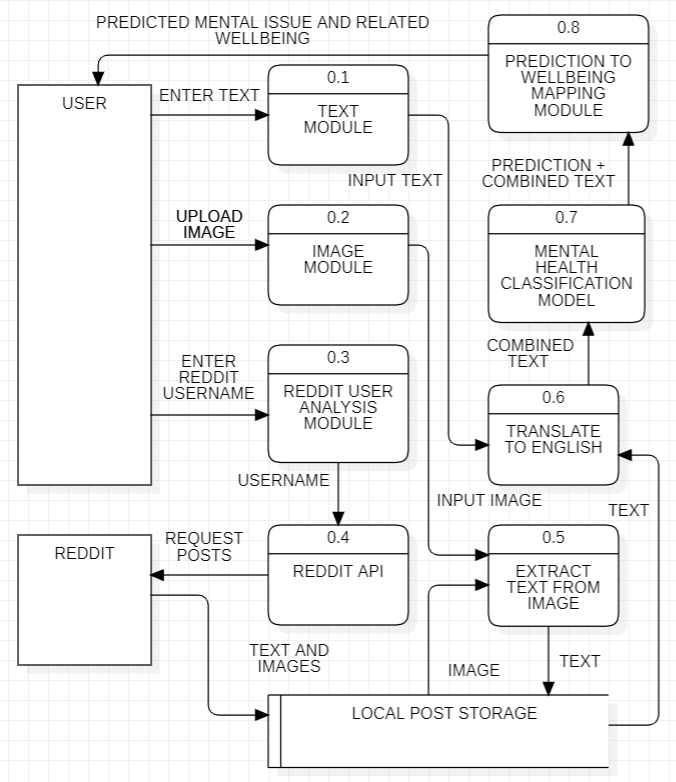 PREDICTED MENTAL ISSUE AND RELATED
WELLBEING
0.8
PREDICTION TO
WELLBEING
MAPPING
MODULE
USER
ENTER TEXT
0.1
TEXT
MODULE
INPUT TEXT
PREDICTION +
COMBINED TEXT
UPLOAD
IMAGE
0.2
IMAGE
MODULE
0.7
MENTAL
HEALTH
CLASSIFICATION
MODEL
ENTER
REDDIT
USERNAME
0.3
REDDIT USER
ANALYSIS
MODULE
COMBINED
TEXT
0.6
TRANSLATE
TO ENGLISH
USERNAME
INPUT IMAGE
TEXT
REDDIT
REQUEST
POSTS
0.4
REDDIT API
0.5
EXTRACT
TEXT FROM
IMAGE
TEXT AND
IMAGES
IMAGE
TEXT
LOCAL POST STORAGE